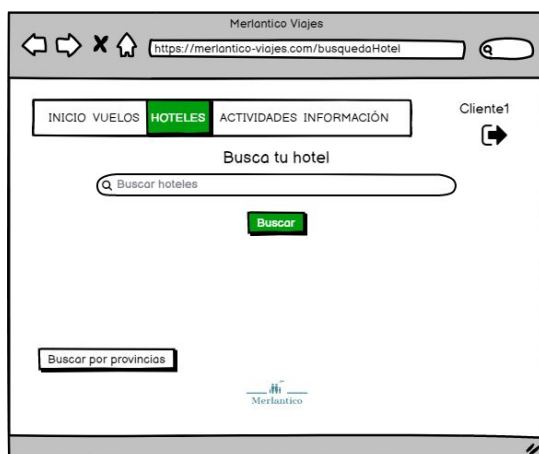 Merlantico Viajes
https://merlantico-viajes.com/busquedaHotel
INICIO VUELOS HOTELES ACTIVIDADES INFORMACIÓN
Cliente1
Busca tu hotel
Buscar hoteles
Buscar
Buscar por provincias
Merlantico